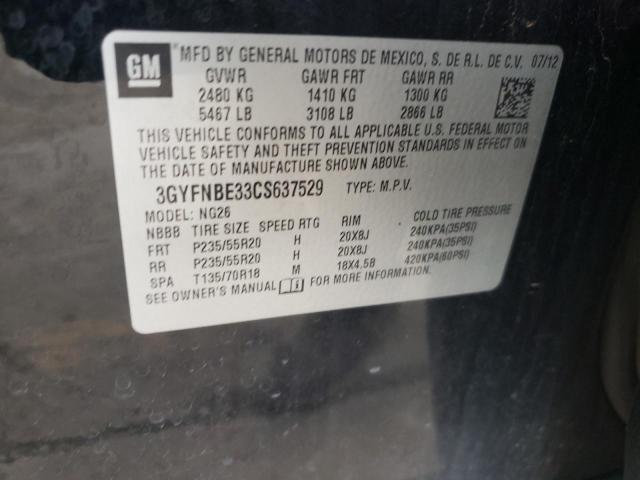 GM
MFD BY GENERAL MOTORS DE MEXICO, S. DE R.L. DE C.V. 07/12
GVWR GAWR FRT GAWR RR
2480 KG 1410 KG 1300 KG
5467 LB 3108 LB 2866 LB
THIS VEHICLE CONFORMS TO ALL APPLICABLE U.S. FEDERAL MOTOR
VEHICLE SAFETY AND THEFT PREVENTION STANDARDS IN EFFECT ON THE
DATE OF MANUFACTURE SHOWN ABOVE.
3GYFNBE33CS637529 TYPE: M.P.V.
MODEL: NG26
NBBB TIRE SIZE SPEED RTG RIM COLD TIRE PRESSURE
FRT P235/55R20 H 20X8J 240KPA(35PSI)
RR P235/55R20 H 20X8J 240KPA(35PSI)
SPA T135/70R18 M 18X4.5B 420KPA(60PSI)
SEE OWNER'S MANUAL FOR MORE INFORMATION.